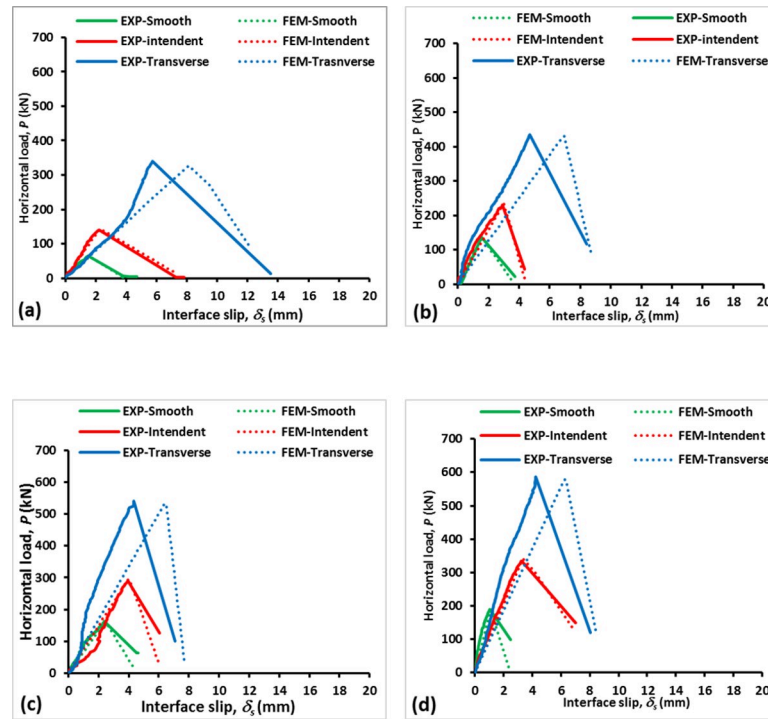 EXP-Smooth FEM-Smooth
EXP-intendent FEM-Intendent
EXP-Transverse FEM-Trasnverse
700
600
500
400
300
200
100
0
Horizontal load, P (kN)
0 2 4 6 8 10 12 14 16 18 20
Interface slip, δs (mm)
(a)
FEM-Smooth EXP-Smooth
FEM-Intendent EXP-intendent
EXP-Transverse FEM-Transverse
700
600
500
400
300
200
100
0
Horizontal load, P (kN)
0 2 4 6 8 10 12 14 16 18 20
Interface slip, δs (mm)
(b)
EXP-Smooth FEM-Smooth
EXP-Intendent FEM-Intendent
EXP-Transverse FEM-Transverse
700
600
500
400
300
200
100
0
Horizontal load, P (kN)
0 2 4 6 8 10 12 14 16 18 20
Interface slip, δs (mm)
(c)
EXP-Smooth FEM-Smooth
EXP-Intendent FEM-Intendent
EXP-Transverse FEM-Transverse
700
600
500
400
300
200
100
0
Horizontal load, P (kN)
0 2 4 6 8 10 12 14 16 18 20
Interface slip, δs (mm)
(d)